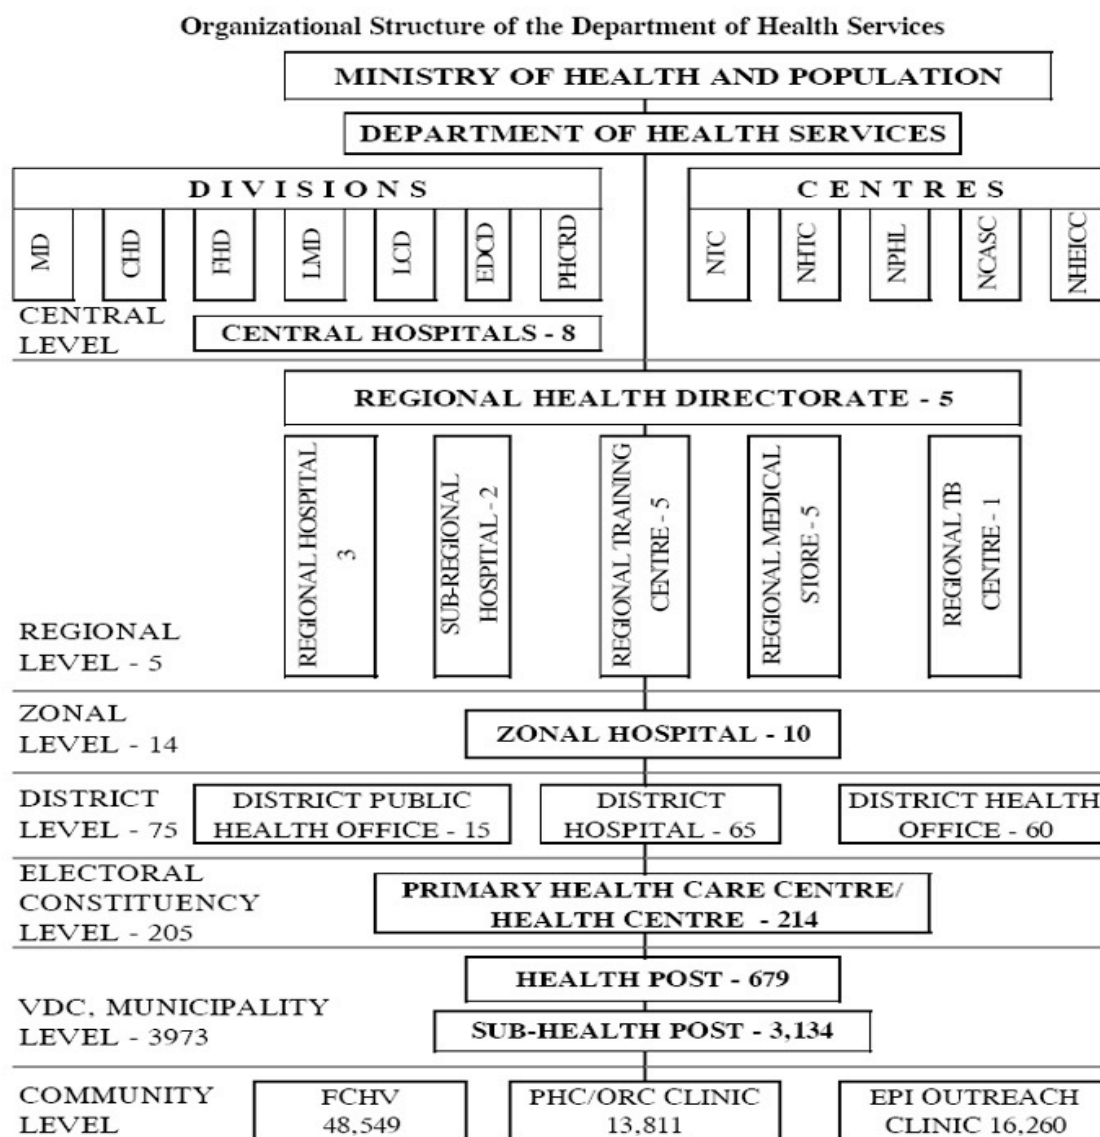 Organizational Structure of the Department of Health Services
MINISTRY OF HEALTH AND POPULATION
DEPARTMENT OF HEALTH SERVICES
DIVISIONS
CENTRES
MD
CHD
FHD
LMD
LCD
EDCD
PHCRD
NTC
NHTC
NPHL
NCASC
NHEICC
CENTRAL
LEVEL
CENTRAL HOSPITALS - 8
REGIONAL HEALTH DIRECTORATE - 5
REGIONAL HOSPITAL
3
SUB-REGIONAL
HOSPITAL - 2
REGIONAL TRAINING
CENTRE - 5
REGIONAL MEDICAL
STORE - 5
REGIONAL TB
CENTRE - 1
REGIONAL
LEVEL - 5
ZONAL
LEVEL - 14
ZONAL HOSPITAL - 10
DISTRICT
LEVEL - 75
DISTRICT PUBLIC
HEALTH OFFICE - 15
DISTRICT
HOSPITAL - 65
DISTRICT HEALTH
OFFICE - 60
ELECTORAL
CONSTITUENCY
LEVEL - 205
PRIMARY HEALTH CARE CENTRE/
HEALTH CENTRE - 214
VDC, MUNICIPALITY
LEVEL - 3973
HEALTH POST - 679
SUB-HEALTH POST - 3,134
COMMUNITY
LEVEL
FCHV
48,549
PHC/ORC CLINIC
13,811
EPI OUTREACH
CLINIC 16,260